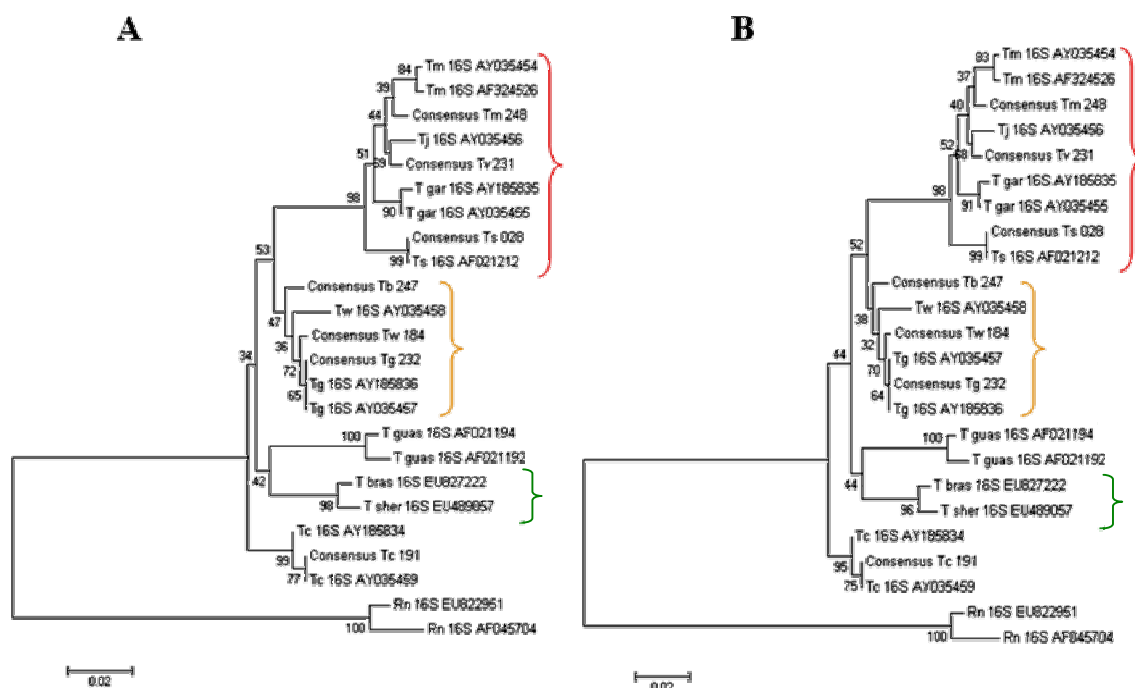 A
84
Tm 16S AY035454
39
Tm 16S AF324526
44
Consensus Tm 248
Tj 16S AY035456
51
59
Consensus Tv 231
T gar 16S AY185835
98
90
T gar 16S AY035455
Consensus Ts 028
99
Ts 16S AF021212
53
Consensus Tb 247
47
Tw 16S AY035458
36
Consensus Tw 184
34
72
Consensus Tg 232
65
Tg 16S AY185836
Tg 16S AY035457
100
T guas 16S AF021194
T guas 16S AF021192
42
T bras 16S EU827222
98
T sher 16S EU489057
Tc 16S AY185834
99
Consensus Tc 191
77
Tc 16S AY035459
Rn 16S EU822951
100
Rn 16S AF045704
0.02
B
83
Tm 16S AY035454
37
Tm 16S AF324526
40
Consensus Tm 248
Tj 16S AY035456
52
68
Consensus Tv 231
T gar 16S AY185835
98
91
T gar 16S AY035455
Consensus Ts 028
99
Ts 16S AF021212
52
Consensus Tb 247
38
Tw 16S AY035458
32
Consensus Tw 184
44
70
Tg 16S AY035457
64
Consensus Tg 232
Tg 16S AY185836
100
T guas 16S AF021194
T guas 16S AF021192
44
T bras 16S EU827222
96
T sher 16S EU489057
Tc 16S AY185834
95
Consensus Tc 191
75
Tc 16S AY035459
Rn 16S EU822951
100
Rn 16S AF845704
0.02